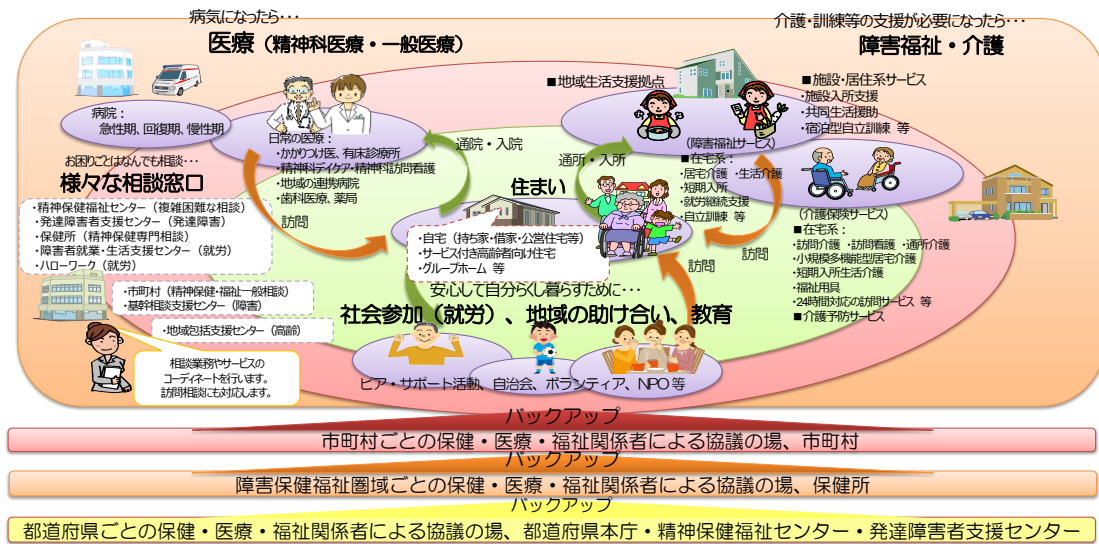 病気になったら･･･
医療（精神科医療・一般医療）
介護・訓練等の支援が必要になったら･･･
障害福祉・介護
病院：
急性期、回復期、慢性期
日常の医療：
・かかりつけ医、有床診療所
・精神科デイケア・精神科訪問看護
・地域の連携病院
・歯科医療、薬局
通院・入院
訪問
お困りごとはなんでも相談･･･
様々な相談窓口
・精神保健福祉センター（複雑困難な相談）
・発達障害者支援センター（発達障害）
・保健所（精神保健専門相談）
・障害者就業・生活支援センター（就労）
・ハローワーク（就労）
・市町村（精神保健・福祉一般相談）
・基幹相談支援センター（障害）
・地域包括支援センター（高齢）
相談業務やサービスの
コーディネートを行います。
訪問相談にも対応します。
住まい
・自宅（持ち家・借家・公営住宅等）
・サービス付き高齢者向け住宅
・グループホーム 等
通所・入所
訪問
訪問
■地域生活支援拠点
■施設・居住系サービス
・施設入所支援
・共同生活援助
・宿泊型自立訓練 等
（障害福祉サービス）
■在宅系：
・居宅介護 ・生活介護
・短期入所
・就労継続支援
・自立訓練 等
（介護保険サービス）
■在宅系：
・訪問介護 ・訪問看護 ・通所介護
・小規模多機能型居宅介護
・短期入所生活介護
・福祉用具
・24時間対応の訪問サービス 等
■介護予防サービス
安心して自分らしく暮らすために･･･
社会参加（就労）、地域の助け合い、教育
ピア・サポート活動、自治会、ボランティア、NPO 等
バックアップ
市町村ごとの保健・医療・福祉関係者による協議の場、市町村
バックアップ
障害保健福祉圏域ごとの保健・医療・福祉関係者による協議の場、保健所
バックアップ
都道府県ごとの保健・医療・福祉関係者による協議の場、都道府県本庁・精神保健福祉センター・発達障害者支援センター